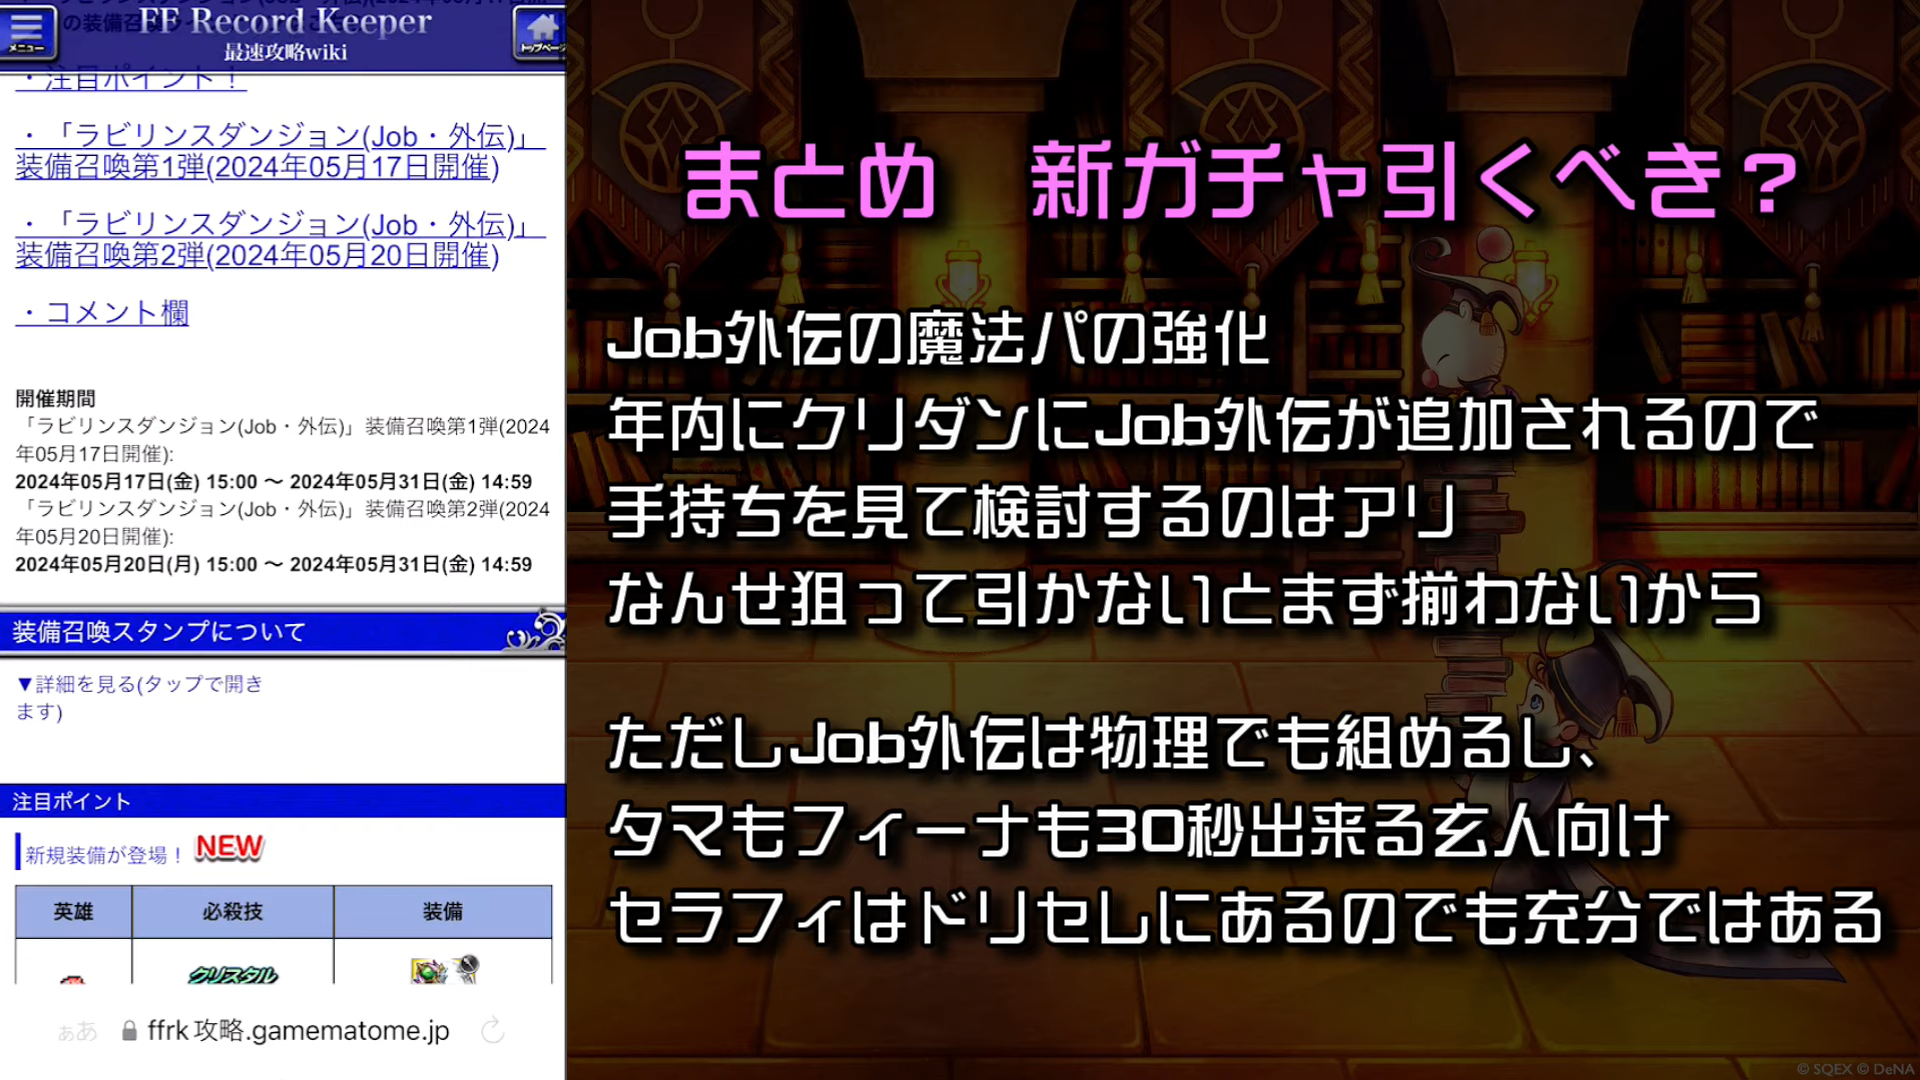 FF Record Keeper
最速攻略wiki
メニュー
トップページ
・注目ポイント！
・「ラビリンスダンジョン(Job・外伝)」
装備召喚第1弾(2024年05月17日開催)
・「ラビリンスダンジョン(Job・外伝)」
装備召喚第2弾(2024年05月20日開催)
・コメント欄
開催期間
「ラビリンスダンジョン(Job・外伝)」装備召喚第1弾(2024
年05月17日開催):
2024年05月17日(金) 15:00 〜 2024年05月31日(金) 14:59
「ラビリンスダンジョン(Job・外伝)」装備召喚第2弾(2024
年05月20日開催):
2024年05月20日(月) 15:00 〜 2024年05月31日(金) 14:59
装備召喚スタンプについて
▼詳細を見る(タップで開き
ます)
注目ポイント
新規装備が登場！ NEW
英雄 必殺技 装備
クリスタル
ぁあ ffrk攻略.gamematome.jp
まとめ　新ガチャ引くべき？
Job外伝の魔法パの強化
年内にクリダンにJob外伝が追加されるので
手持ちを見て検討するのはアリ
なんせ狙って引かないとまず揃わないから
ただしJob外伝は物理でも組めるし、
タマもフィーナも30秒出来る玄人向け
セラフィはドリセレにあるのでも充分ではある
© SQEX © DeNA